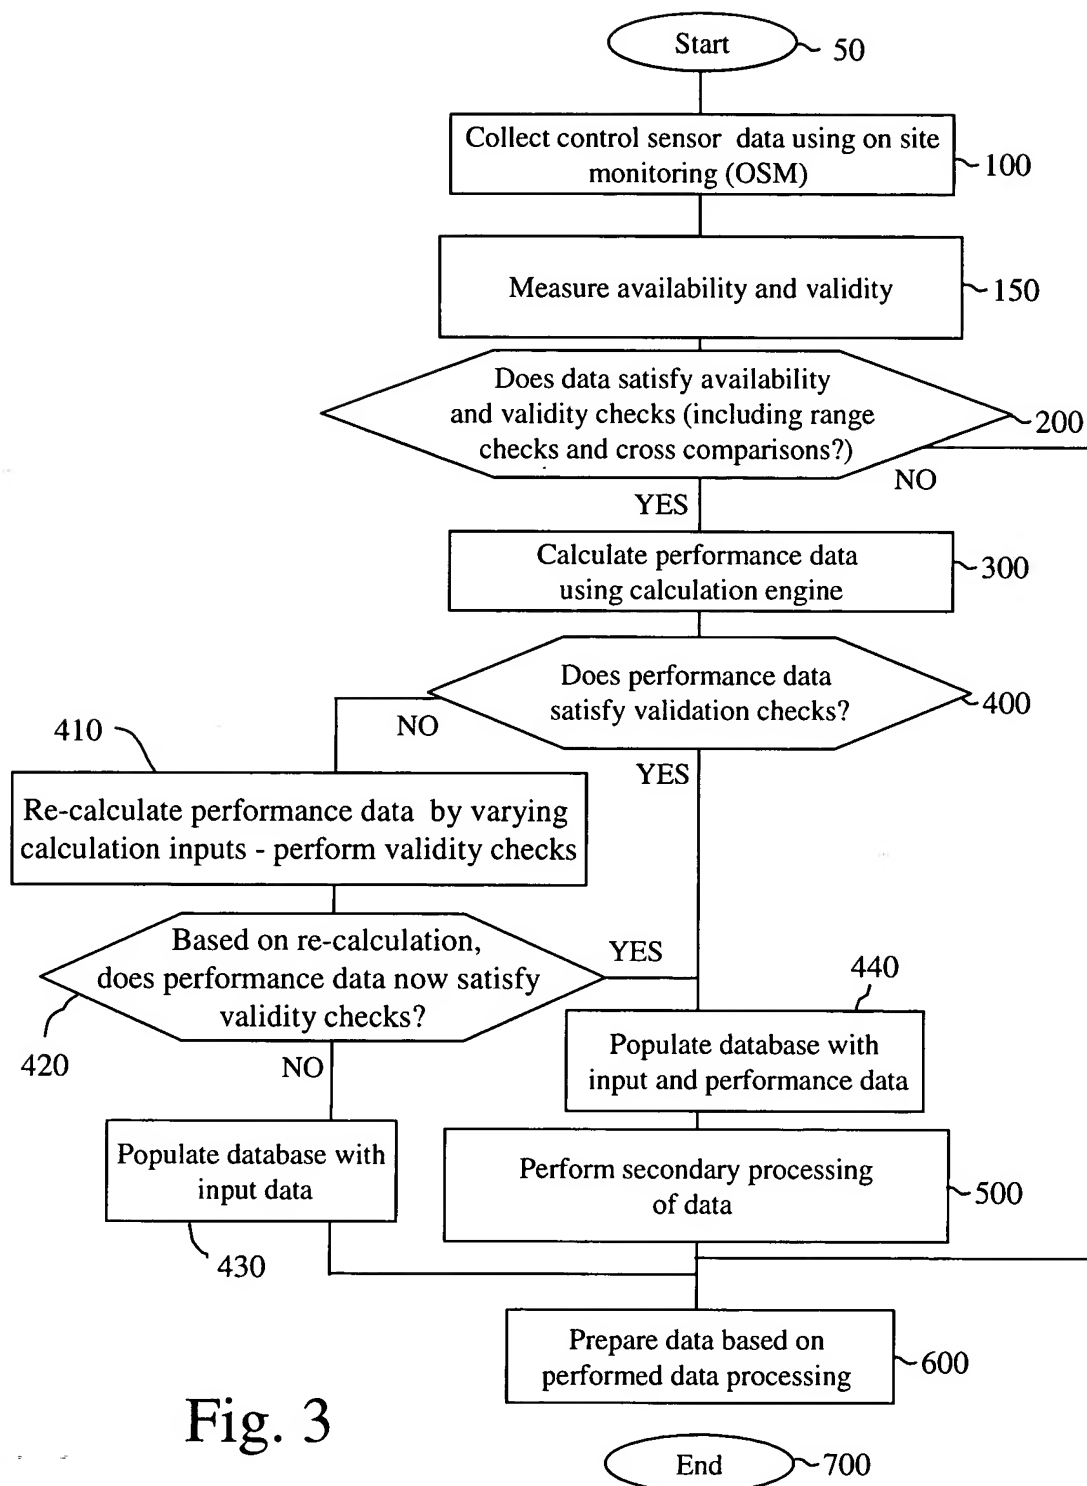 Start
50
Collect control sensor data using on site
monitoring (OSM)
100
Measure availability and validity
150
Does data satisfy availability
and validity checks (including range
checks and cross comparisons?)
200
NO
YES
Calculate performance data
using calculation engine
300
Does performance data
satisfy validation checks?
400
NO
410
YES
Re-calculate performance data by varying
calculation inputs - perform validity checks
Based on re-calculation,
does performance data now satisfy
validity checks?
YES
420
NO
440
Populate database with
input and performance data
Populate database with
input data
430
Perform secondary processing
of data
500
Prepare data based on
performed data processing
600
Fig. 3
End
700